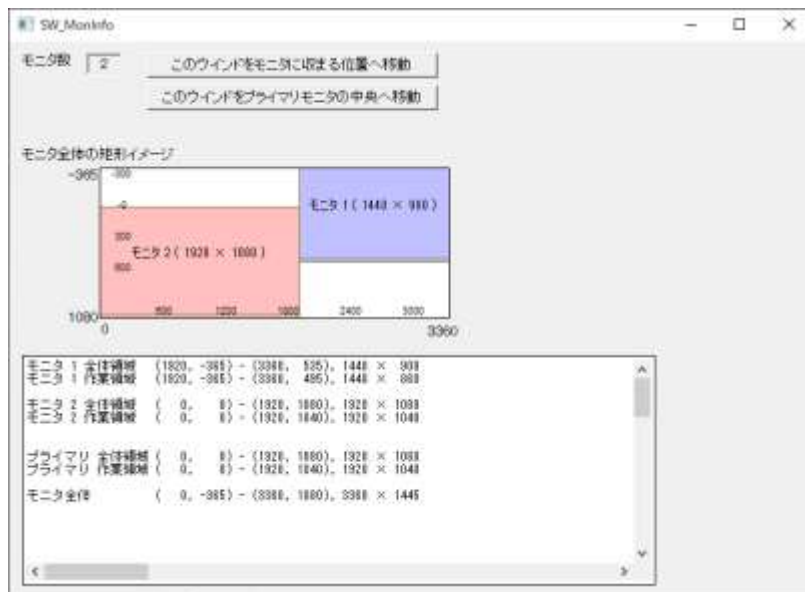 SW_MonInfo
モニタ数 2
このウインドをモニタに収まる位置へ移動
このウインドをプライマリモニタの中央へ移動
モニタ全体の矩形イメージ
-365
-300
モニタ 1( 1440 × 900 )
-0
300
モニタ 2( 1920 × 1080 )
600
600 1200 1800 2400 3000
1080
0 3360
モニタ 1 全体領域 (1920, -365) - (3360, 535), 1440 × 900
モニタ 1 作業領域 (1920, -365) - (3360, 495), 1440 × 860
モニタ 2 全体領域 ( 0, 0) - (1920, 1080), 1920 × 1080
モニタ 2 作業領域 ( 0, 0) - (1920, 1040), 1920 × 1040
プライマリ 全体領域 ( 0, 0) - (1920, 1080), 1920 × 1080
プライマリ 作業領域 ( 0, 0) - (1920, 1040), 1920 × 1040
モニタ全体 ( 0, -365) - (3360, 1080), 3360 × 1445